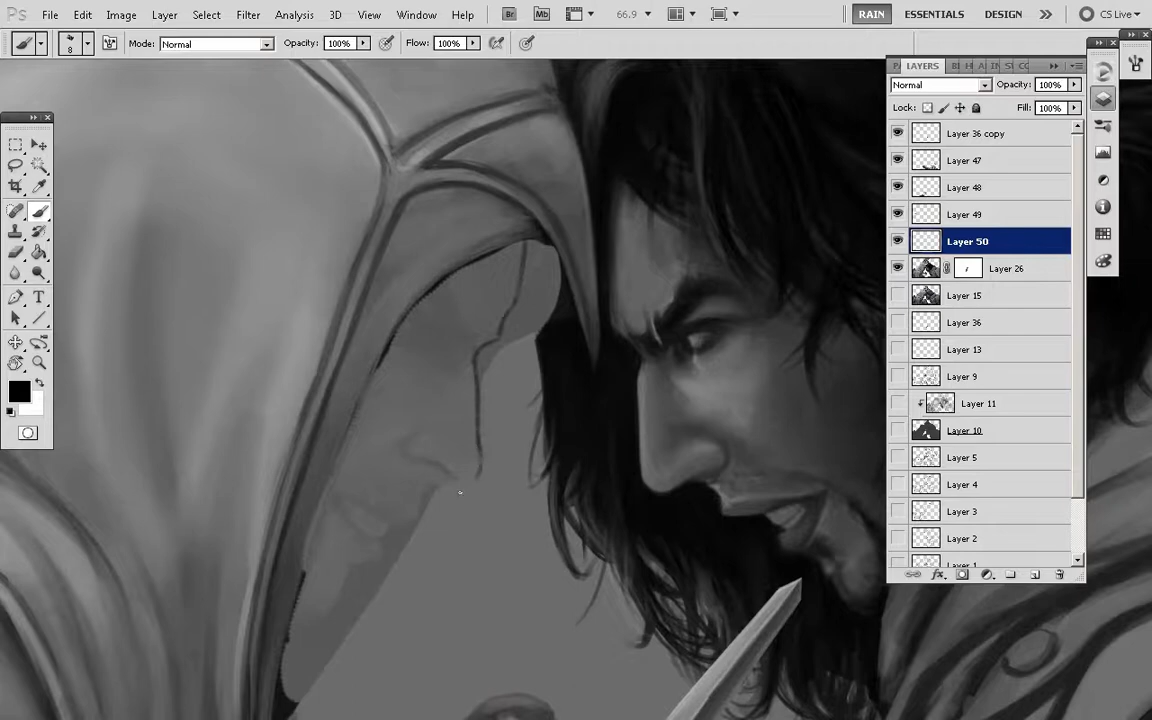 Ps File Edit Image Layer Select Filter Analysis 3D View Window Help Br Mb 66.9 RAIN ESSENTIALS DESIGN CS Live
8 Mode: Normal Opacity: 100% Flow: 100%
LAYERS
Normal Opacity: 100%
Lock: Fill: 100%
Layer 36 copy
Layer 47
Layer 48
Layer 49
Layer 50
Layer 26
Layer 15
Layer 36
Layer 13
Layer 9
Layer 11
Layer 10
Layer 5
Layer 4
Layer 3
Layer 2
Layer 1